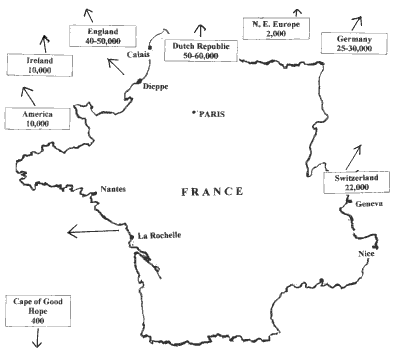 England
40-50,000
N. E. Europe
2,000
Germany
25-30,000
Dutch Republic
50-60,000
Calais
Ireland
10,000
Dieppe
America
10,000
PARIS
Switzerland
22,000
Nantes
FRANCE
Geneva
La Rochelle
Nice
Cape of Good
Hope
400